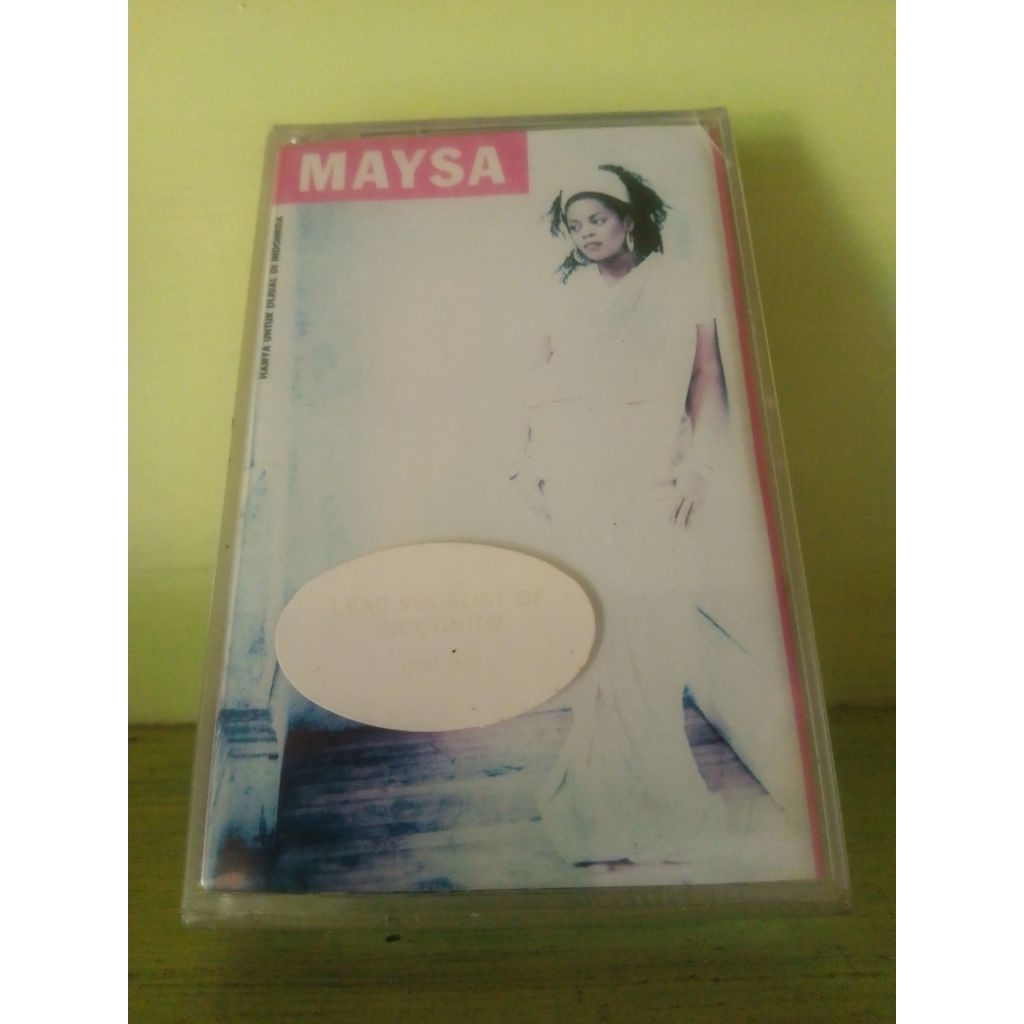 MAYSA
HANYA UNTUK DIJUAL DI INDONESIA
LEAD VOCALIST OF
INCOGNITO